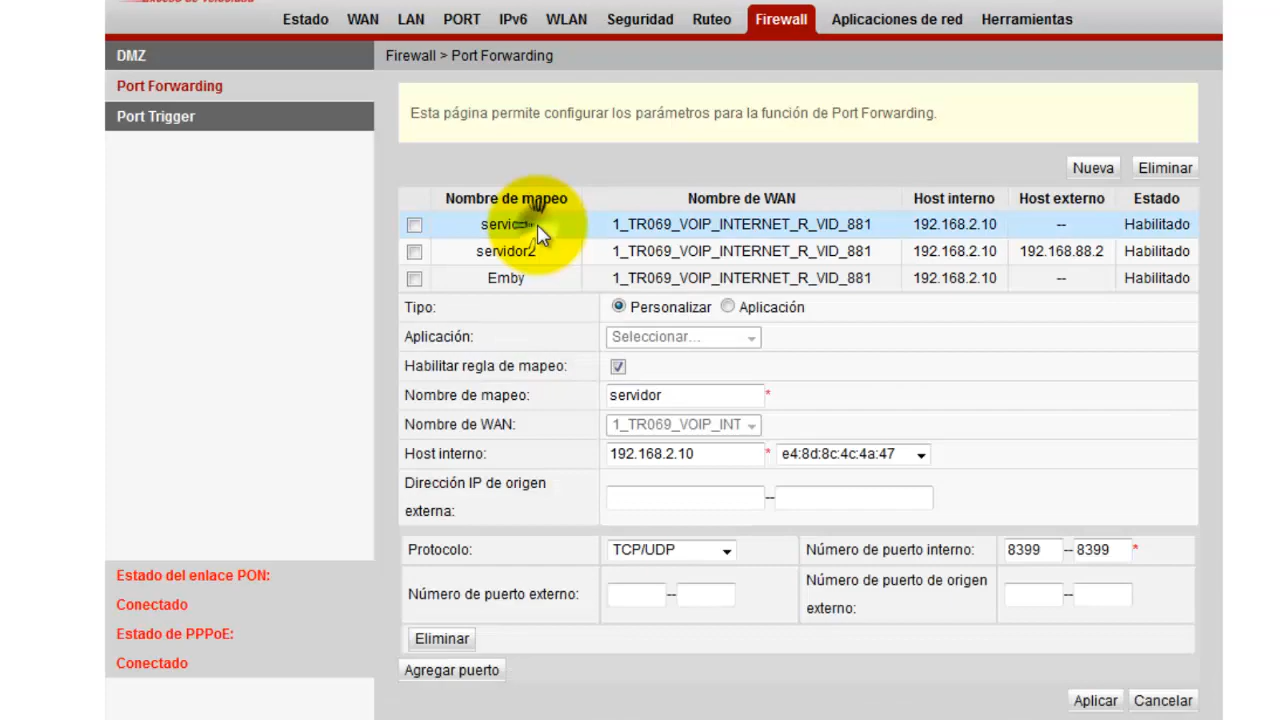 Estado WAN LAN PORT IPv6 WLAN Seguridad Ruteo Firewall Aplicaciones de red Herramientas
DMZ
Port Forwarding
Port Trigger
Firewall > Port Forwarding
Esta página permite configurar los parámetros para la función de Port Forwarding.
Nueva Eliminar
Nombre de mapeo Nombre de WAN Host interno Host externo Estado
1_TR069_VOIP_INTERNET_R_VID_881 192.168.2.10 -- Habilitado
servidor2 1_TR069_VOIP_INTERNET_R_VID_881 192.168.2.10 192.168.88.2 Habilitado
Emby 1_TR069_VOIP_INTERNET_R_VID_881 192.168.2.10 -- Habilitado
Tipo: Personalizar Aplicación
Aplicación: Seleccionar...
Habilitar regla de mapeo:
Nombre de mapeo: servidor *
Nombre de WAN: 1_TR069_VOIP_INT
Host interno: 192.168.2.10 * e4:8d:8c:4c:4a:47
Dirección IP de origen
externa: --
Protocolo: TCP/UDP Número de puerto interno: 8399 -- 8399 *
Número de puerto externo: -- Número de puerto de origen
externo: --
Eliminar
Agregar puerto
Aplicar Cancelar
Estado del enlace PON:
Conectado
Estado de PPPoE:
Conectado